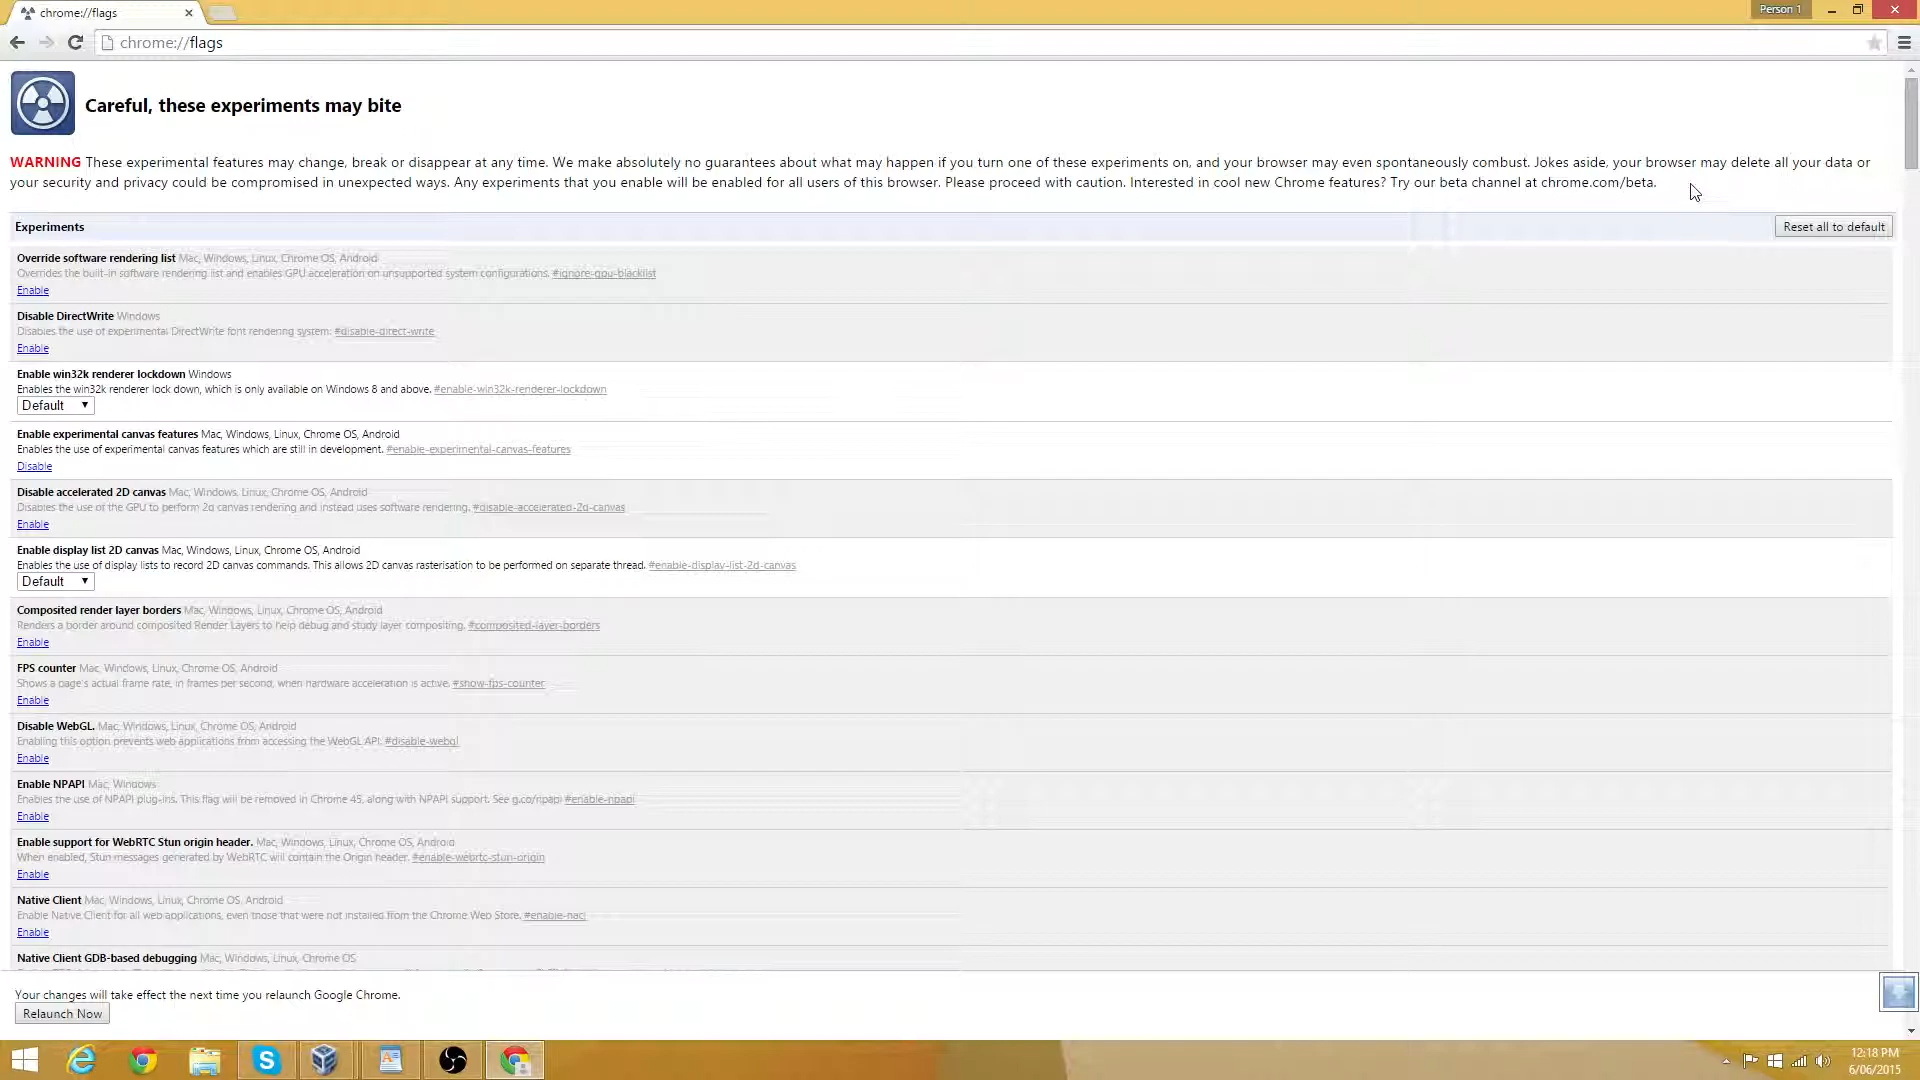 chrome://flags
Person 1
chrome://flags
Careful, these experiments may bite
WARNING These experimental features may change, break or disappear at any time. We make absolutely no guarantees about what may happen if you turn one of these experiments on, and your browser may even spontaneously combust. Jokes aside, your browser may delete all your data or
your security and privacy could be compromised in unexpected ways. Any experiments that you enable will be enabled for all users of this browser. Please proceed with caution. Interested in cool new Chrome features? Try our beta channel at chrome.com/beta.
Experiments
Reset all to default
Override software rendering list Mac, Windows, Linux, Chrome OS, Android
Overrides the built-in software rendering list and enables GPU acceleration on unsupported system configurations. #ignore-gpu-blacklist
Enable
Disable DirectWrite Windows
Disables the use of experimental DirectWrite font rendering system. #disable-direct-write
Enable
Enable win32k renderer lockdown Windows
Enables the win32k renderer lock down, which is only available on Windows 8 and above. #enable-win32k-renderer-lockdown
Default
Enable experimental canvas features Mac, Windows, Linux, Chrome OS, Android
Enables the use of experimental canvas features which are still in development. #enable-experimental-canvas-features
Disable
Disable accelerated 2D canvas Mac, Windows, Linux, Chrome OS, Android
Disables the use of the GPU to perform 2d canvas rendering and instead uses software rendering. #disable-accelerated-2d-canvas
Enable
Enable display list 2D canvas Mac, Windows, Linux, Chrome OS, Android
Enables the use of display lists to record 2D canvas commands. This allows 2D canvas rasterisation to be performed on separate thread. #enable-display-list-2d-canvas
Default
Composited render layer borders Mac, Windows, Linux, Chrome OS, Android
Renders a border around composited Render Layers to help debug and study layer compositing. #composited-layer-borders
Enable
FPS counter Mac, Windows, Linux, Chrome OS, Android
Shows a page's actual frame rate, in frames per second, when hardware acceleration is active. #show-fps-counter
Enable
Disable WebGL. Mac, Windows, Linux, Chrome OS, Android
Enabling this option prevents web applications from accessing the WebGL API. #disable-webgl
Enable
Enable NPAPI Mac, Windows
Enables the use of NPAPI plug-ins. This flag will be removed in Chrome 45, along with NPAPI support. See g.co/npapi #enable-npapi
Enable
Enable support for WebRTC Stun origin header. Mac, Windows, Linux, Chrome OS, Android
When enabled, Stun messages generated by WebRTC will contain the Origin header. #enable-webrtc-stun-origin
Enable
Native Client Mac, Windows, Linux, Chrome OS, Android
Enable Native Client for all web applications, even those that were not installed from the Chrome Web Store. #enable-nacl
Enable
Native Client GDB-based debugging Mac, Windows, Linux, Chrome OS
Your changes will take effect the next time you relaunch Google Chrome.
Relaunch Now
12:18 PM
6/06/2015